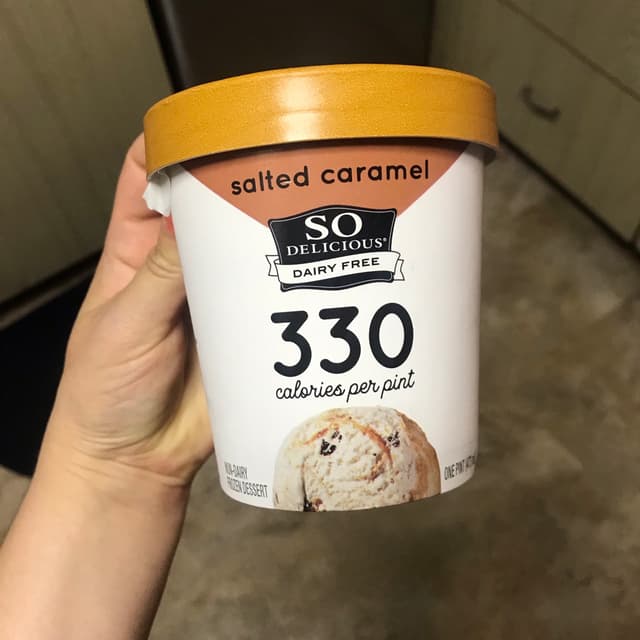 salted caramel
SO
DELICIOUS®
DAIRY FREE
330
calories per pint
NON-DAIRY
FROZEN DESSERT
ONE PINT